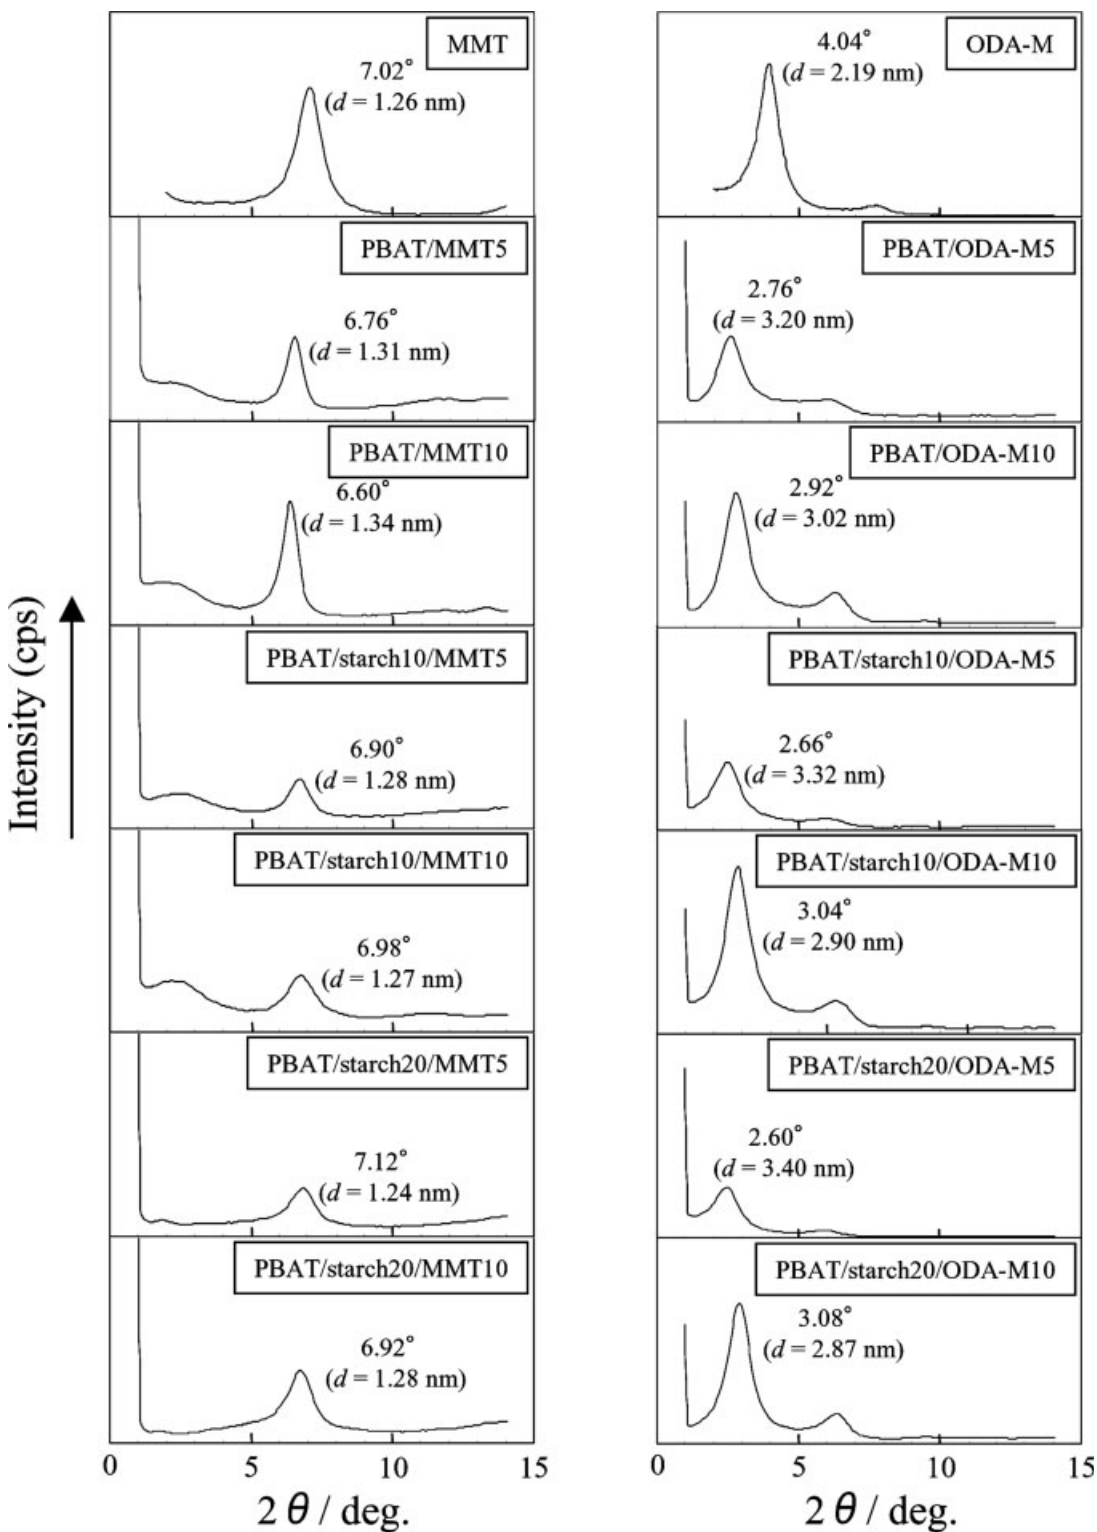 MMT
7.02°
(d = 1.26 nm)
PBAT/MMT5
6.76°
(d = 1.31 nm)
PBAT/MMT10
6.60°
(d = 1.34 nm)
PBAT/starch10/MMT5
6.90°
(d = 1.28 nm)
PBAT/starch10/MMT10
6.98°
(d = 1.27 nm)
PBAT/starch20/MMT5
7.12°
(d = 1.24 nm)
PBAT/starch20/MMT10
6.92°
(d = 1.28 nm)
0 5 10 15
2 θ / deg.
Intensity (cps)
ODA-M
4.04°
(d = 2.19 nm)
PBAT/ODA-M5
2.76°
(d = 3.20 nm)
PBAT/ODA-M10
2.92°
(d = 3.02 nm)
PBAT/starch10/ODA-M5
2.66°
(d = 3.32 nm)
PBAT/starch10/ODA-M10
3.04°
(d = 2.90 nm)
PBAT/starch20/ODA-M5
2.60°
(d = 3.40 nm)
PBAT/starch20/ODA-M10
3.08°
(d = 2.87 nm)
0 5 10 15
2 θ / deg.